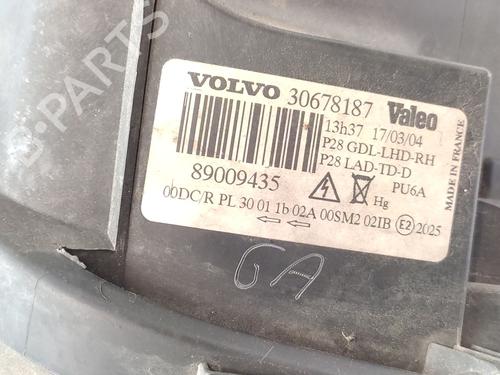 B-PARTS
VOLVO 30678187 Valeo
13h37 17/03/04
P28 GDL-LHD-RH
P28 LAD-TD-D
PU6A
89009435
Hg
MADE IN FRANCE
00DC/R PL 30 01 1b 02A 00SM2 02IB E2 2025
GA